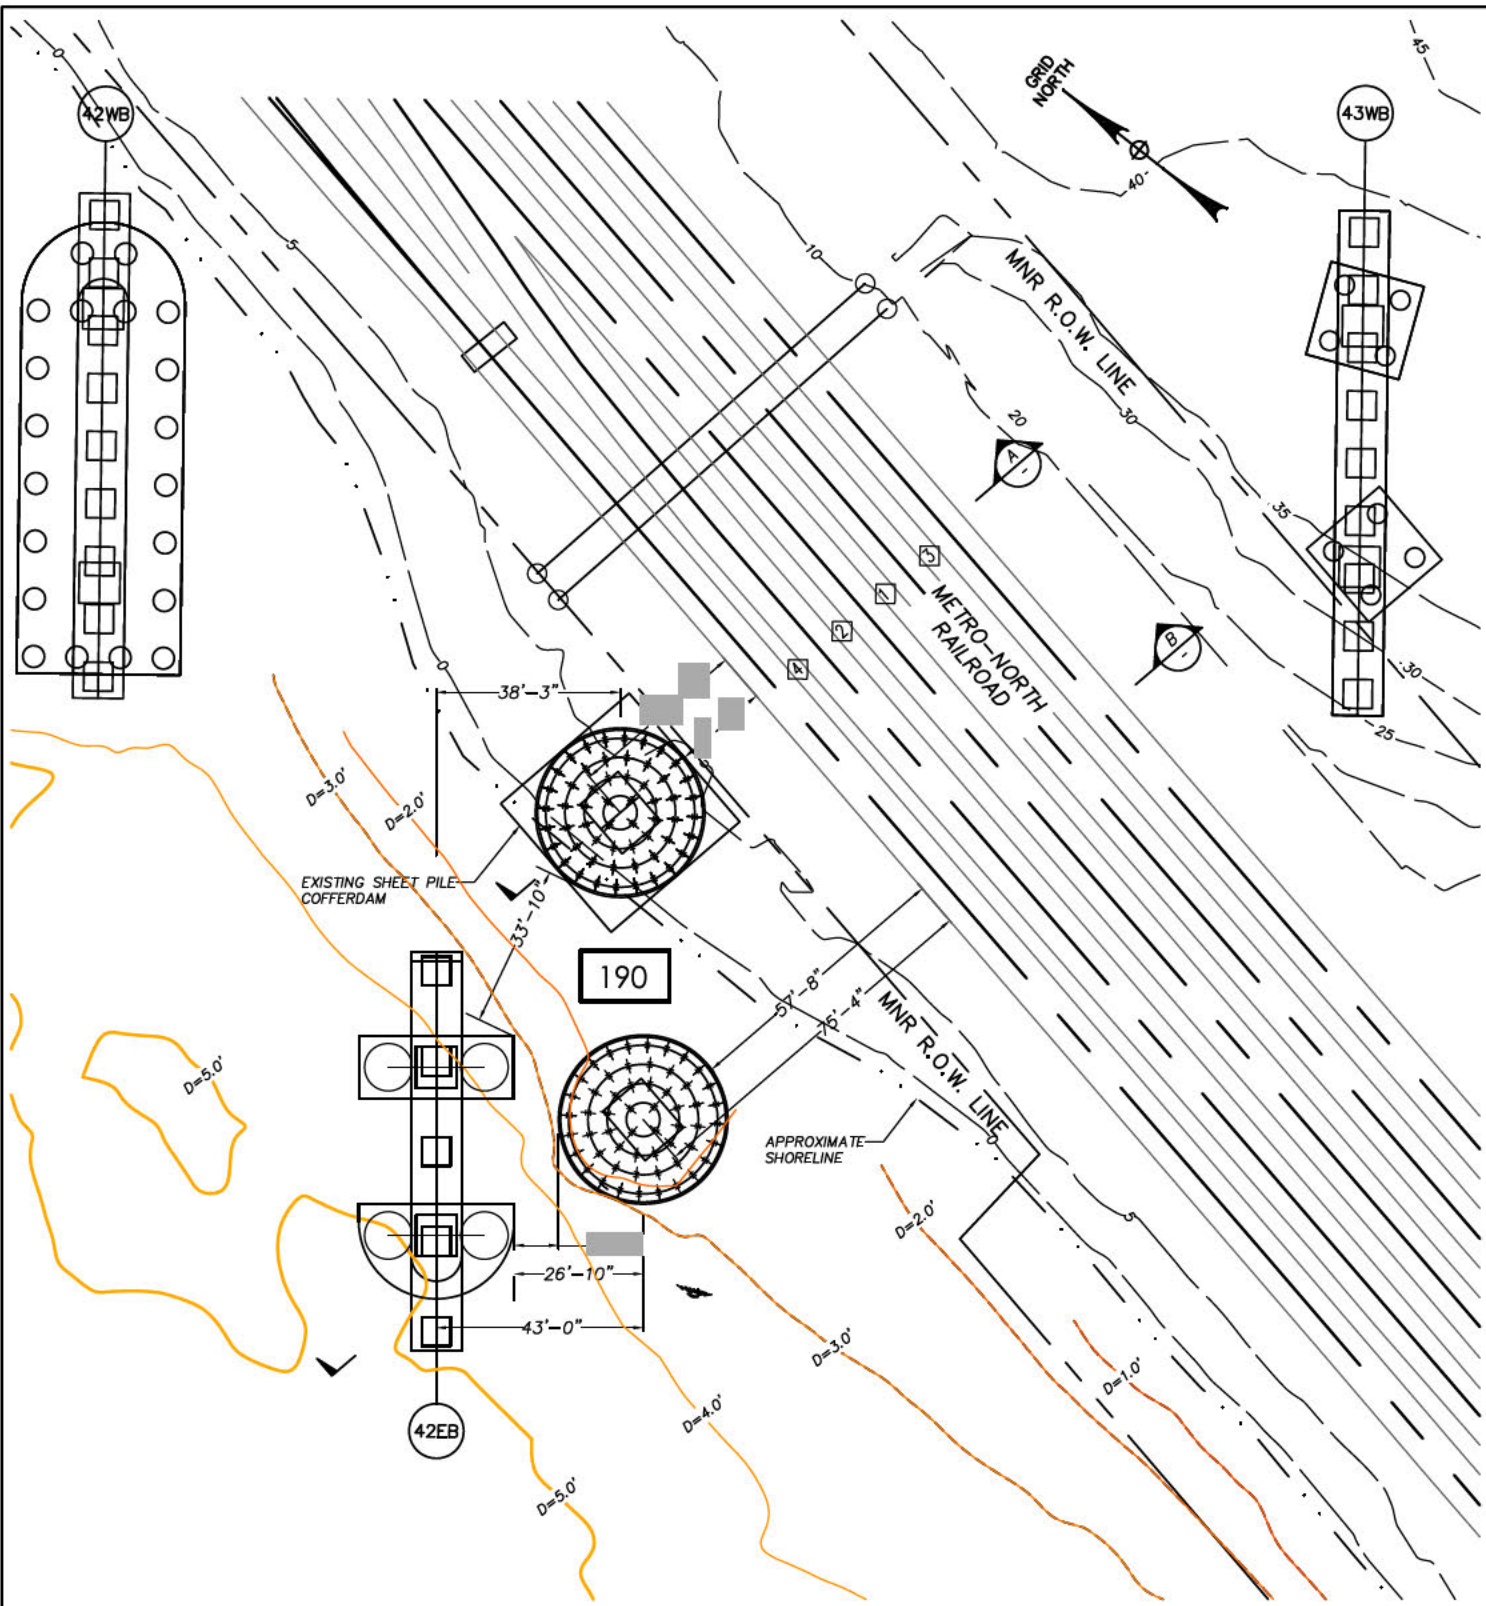 45
0
42WB
GRID
NORTH
43WB
40
5
10
MNR R.O.W. LINE
20
30
A
-
35
3
1
METRO-NORTH
RAILROAD
2
B
-
4
0
30
38'-3"
25
D=3.0'
D=2.0'
EXISTING SHEET PILE
COFFERDAM
33'-10"
190
57'-8"
75'-4"
MNR R.O.W. LINE
D=5.0'
APPROXIMATE
SHORELINE
0
5
D=2.0'
26'-10"
43'-0"
D=3.0'
D=1.0'
D=4.0'
42EB
D=5.0'